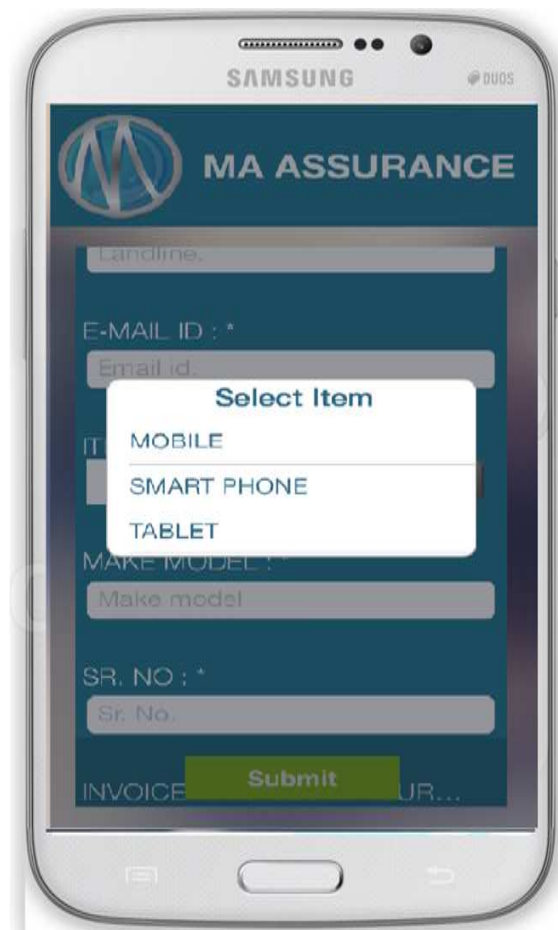 SAMSUNG
DUOS
MA ASSURANCE
Landline.
E-MAIL ID : *
Email id.
Select Item
MOBILE
SMART PHONE
TABLET
MAKE MODEL : *
Make model
SR. NO : *
Sr. No.
Submit
INVOICE
UR...